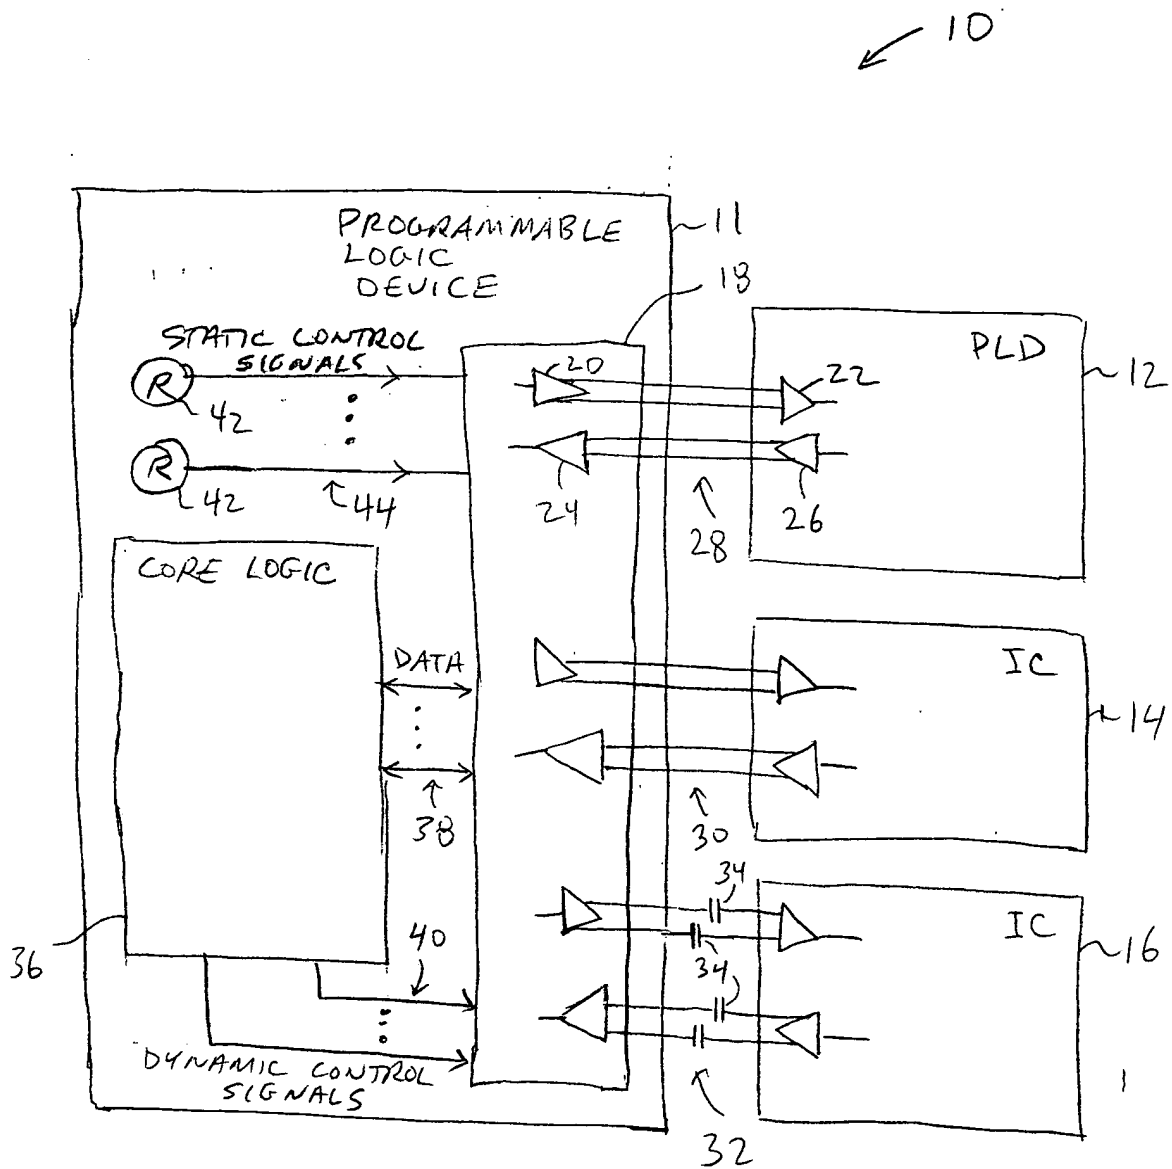 10
PROGRAMMABLE
LOGIC
DEVICE
11
18
STATIC CONTROL
SIGNALS
R
42
R
42
44
20
22
24
26
28
PLD
12
CORE LOGIC
DATA
38
36
40
DYNAMIC CONTROL
SIGNALS
IC
14
30
34
34
34
IC
16
32